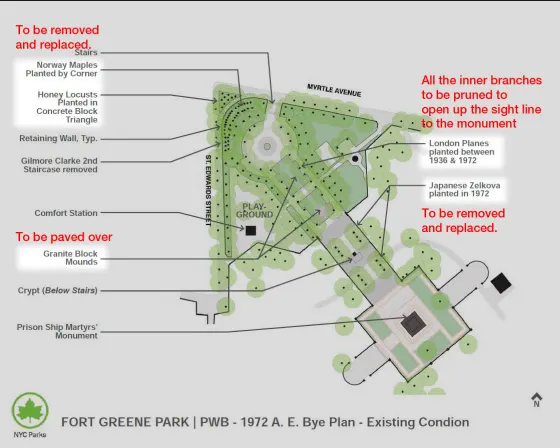 To be removed
and replaced.
Stairs
Norway Maples
Planted by Corner
Honey Locusts
Planted in
Concrete Block
Triangle
Retaining Wall, Typ.
Gilmore Clarke 2nd
Staircase removed
Comfort Station
To be paved over
Granite Block
Mounds
Crypt (Below Stairs)
Prison Ship Martyrs'
Monument
MYRTLE AVENUE
ST. EDWARDS STREET
PLAY-
GROUND
All the inner branches
to be pruned to
open up the sight line
to the monument
London Planes
planted between
1936 & 1972
Japanese Zelkova
planted in 1972
To be removed
and replaced.
N
NYC Parks
FORT GREENE PARK | PWB - 1972 A. E. Bye Plan - Existing Condion